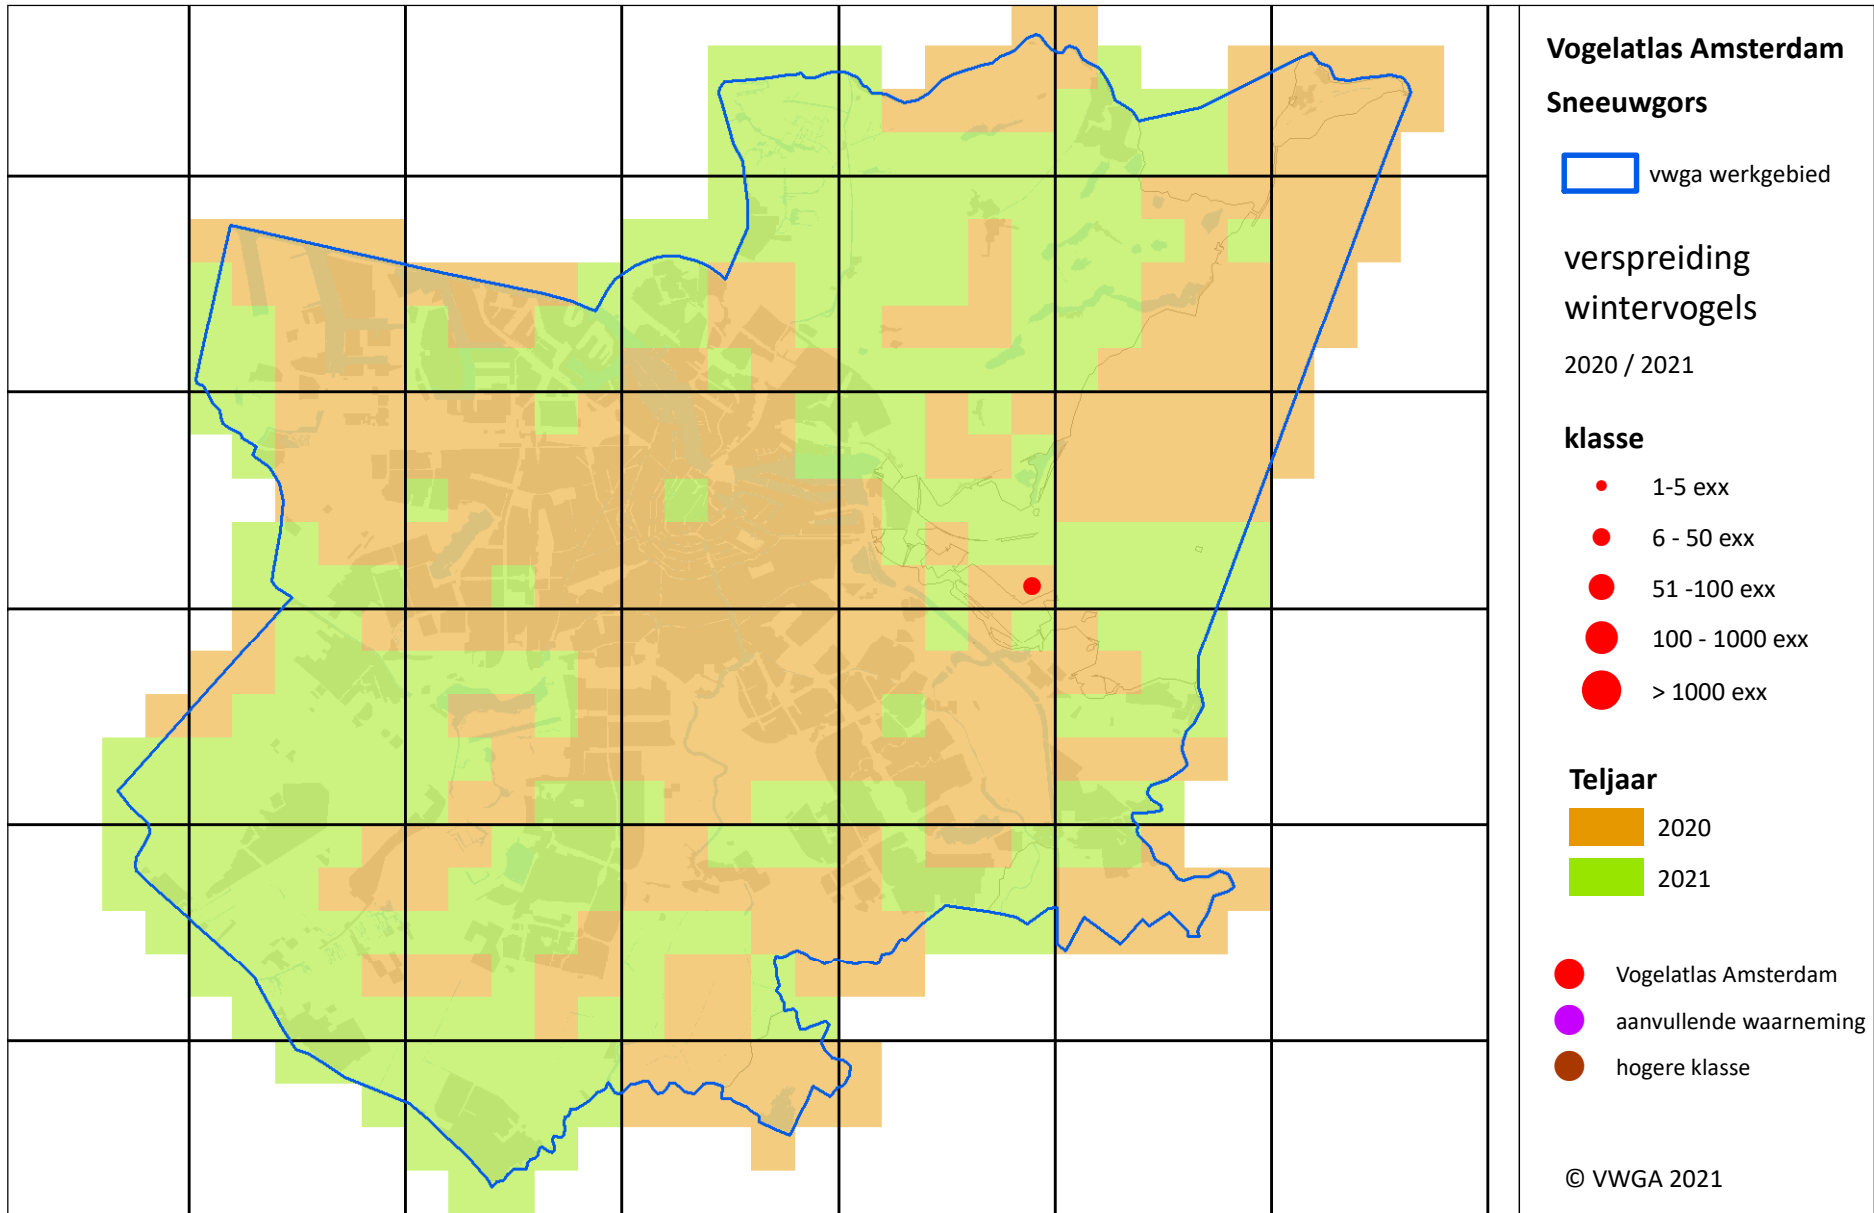 Vogelatlas Amsterdam
Sneeuwgors
vwga werkgebied
verspreiding
wintervogels
2020 / 2021
klasse
1-5 exx
6 - 50 exx
51 -100 exx
100 - 1000 exx
> 1000 exx
Teljaar
2020
2021
Vogelatlas Amsterdam
aanvullende waarneming
hogere klasse
© VWGA 2021